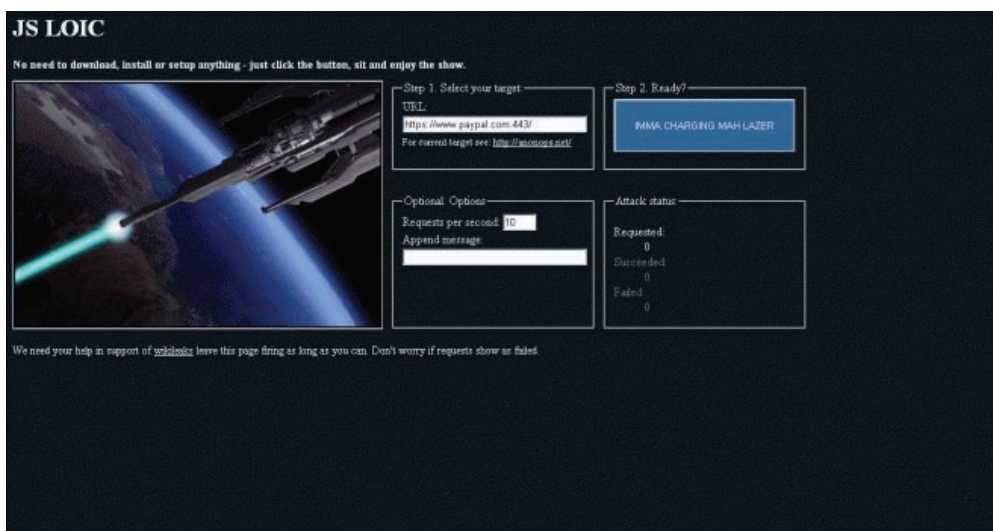 JS LOIC
No need to download, install or setup anything - just click the button, sit and enjoy the show.
Step 1. Select your target:
URL:
https://www.paypal.com:443/
For current target see: http://anonops.net/
Step 2. Ready?
IMMA CHARGING MAH LAZER
Optional. Options
Requests per second: 10
Append message:
Attack status:
Requested:
0
Succeeded:
0
Failed:
0
We need your help in support of wikileaks leave this page firing as long as you can. Don't worry if requests show as failed.